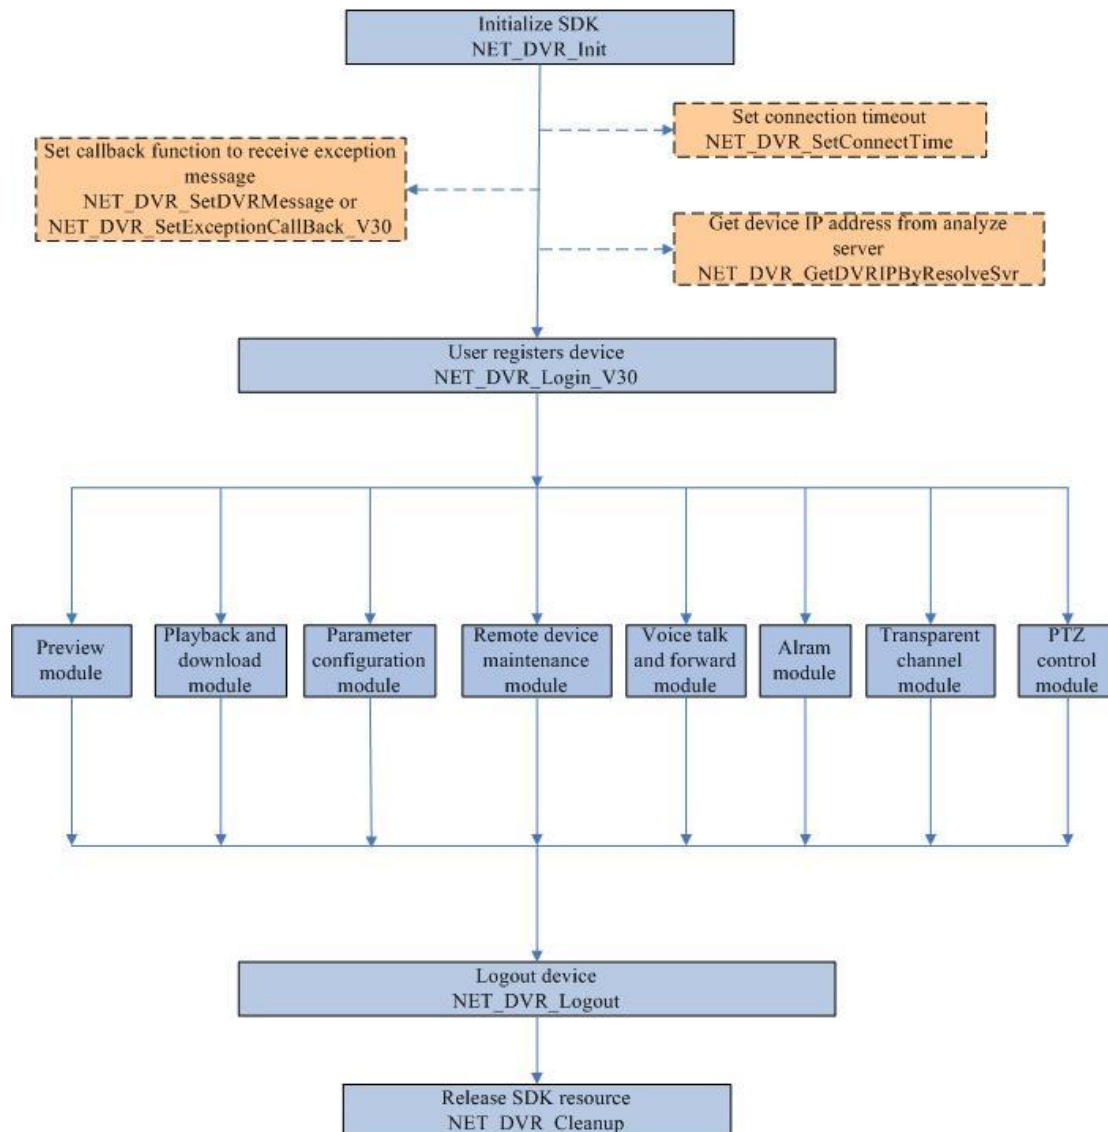 Initialize SDK
NET_DVR_Init
Set connection timeout
NET_DVR_SetConnectTime
Set callback function to receive exception
message
NET_DVR_SetDVRMessage or
NET_DVR_SetExceptionCallBack_V30
Get device IP address from analyze
server
NET_DVR_GetDVRIPByResolveSvr
User registers device
NET_DVR_Login_V30
Preview
module
Playback and
download
module
Parameter
configuration
module
Remote device
maintenance
module
Voice talk
and forward
module
Alram
module
Transparent
channel
module
PTZ
control
module
Logout device
NET_DVR_Logout
Release SDK resource
NET_DVR_Cleanup